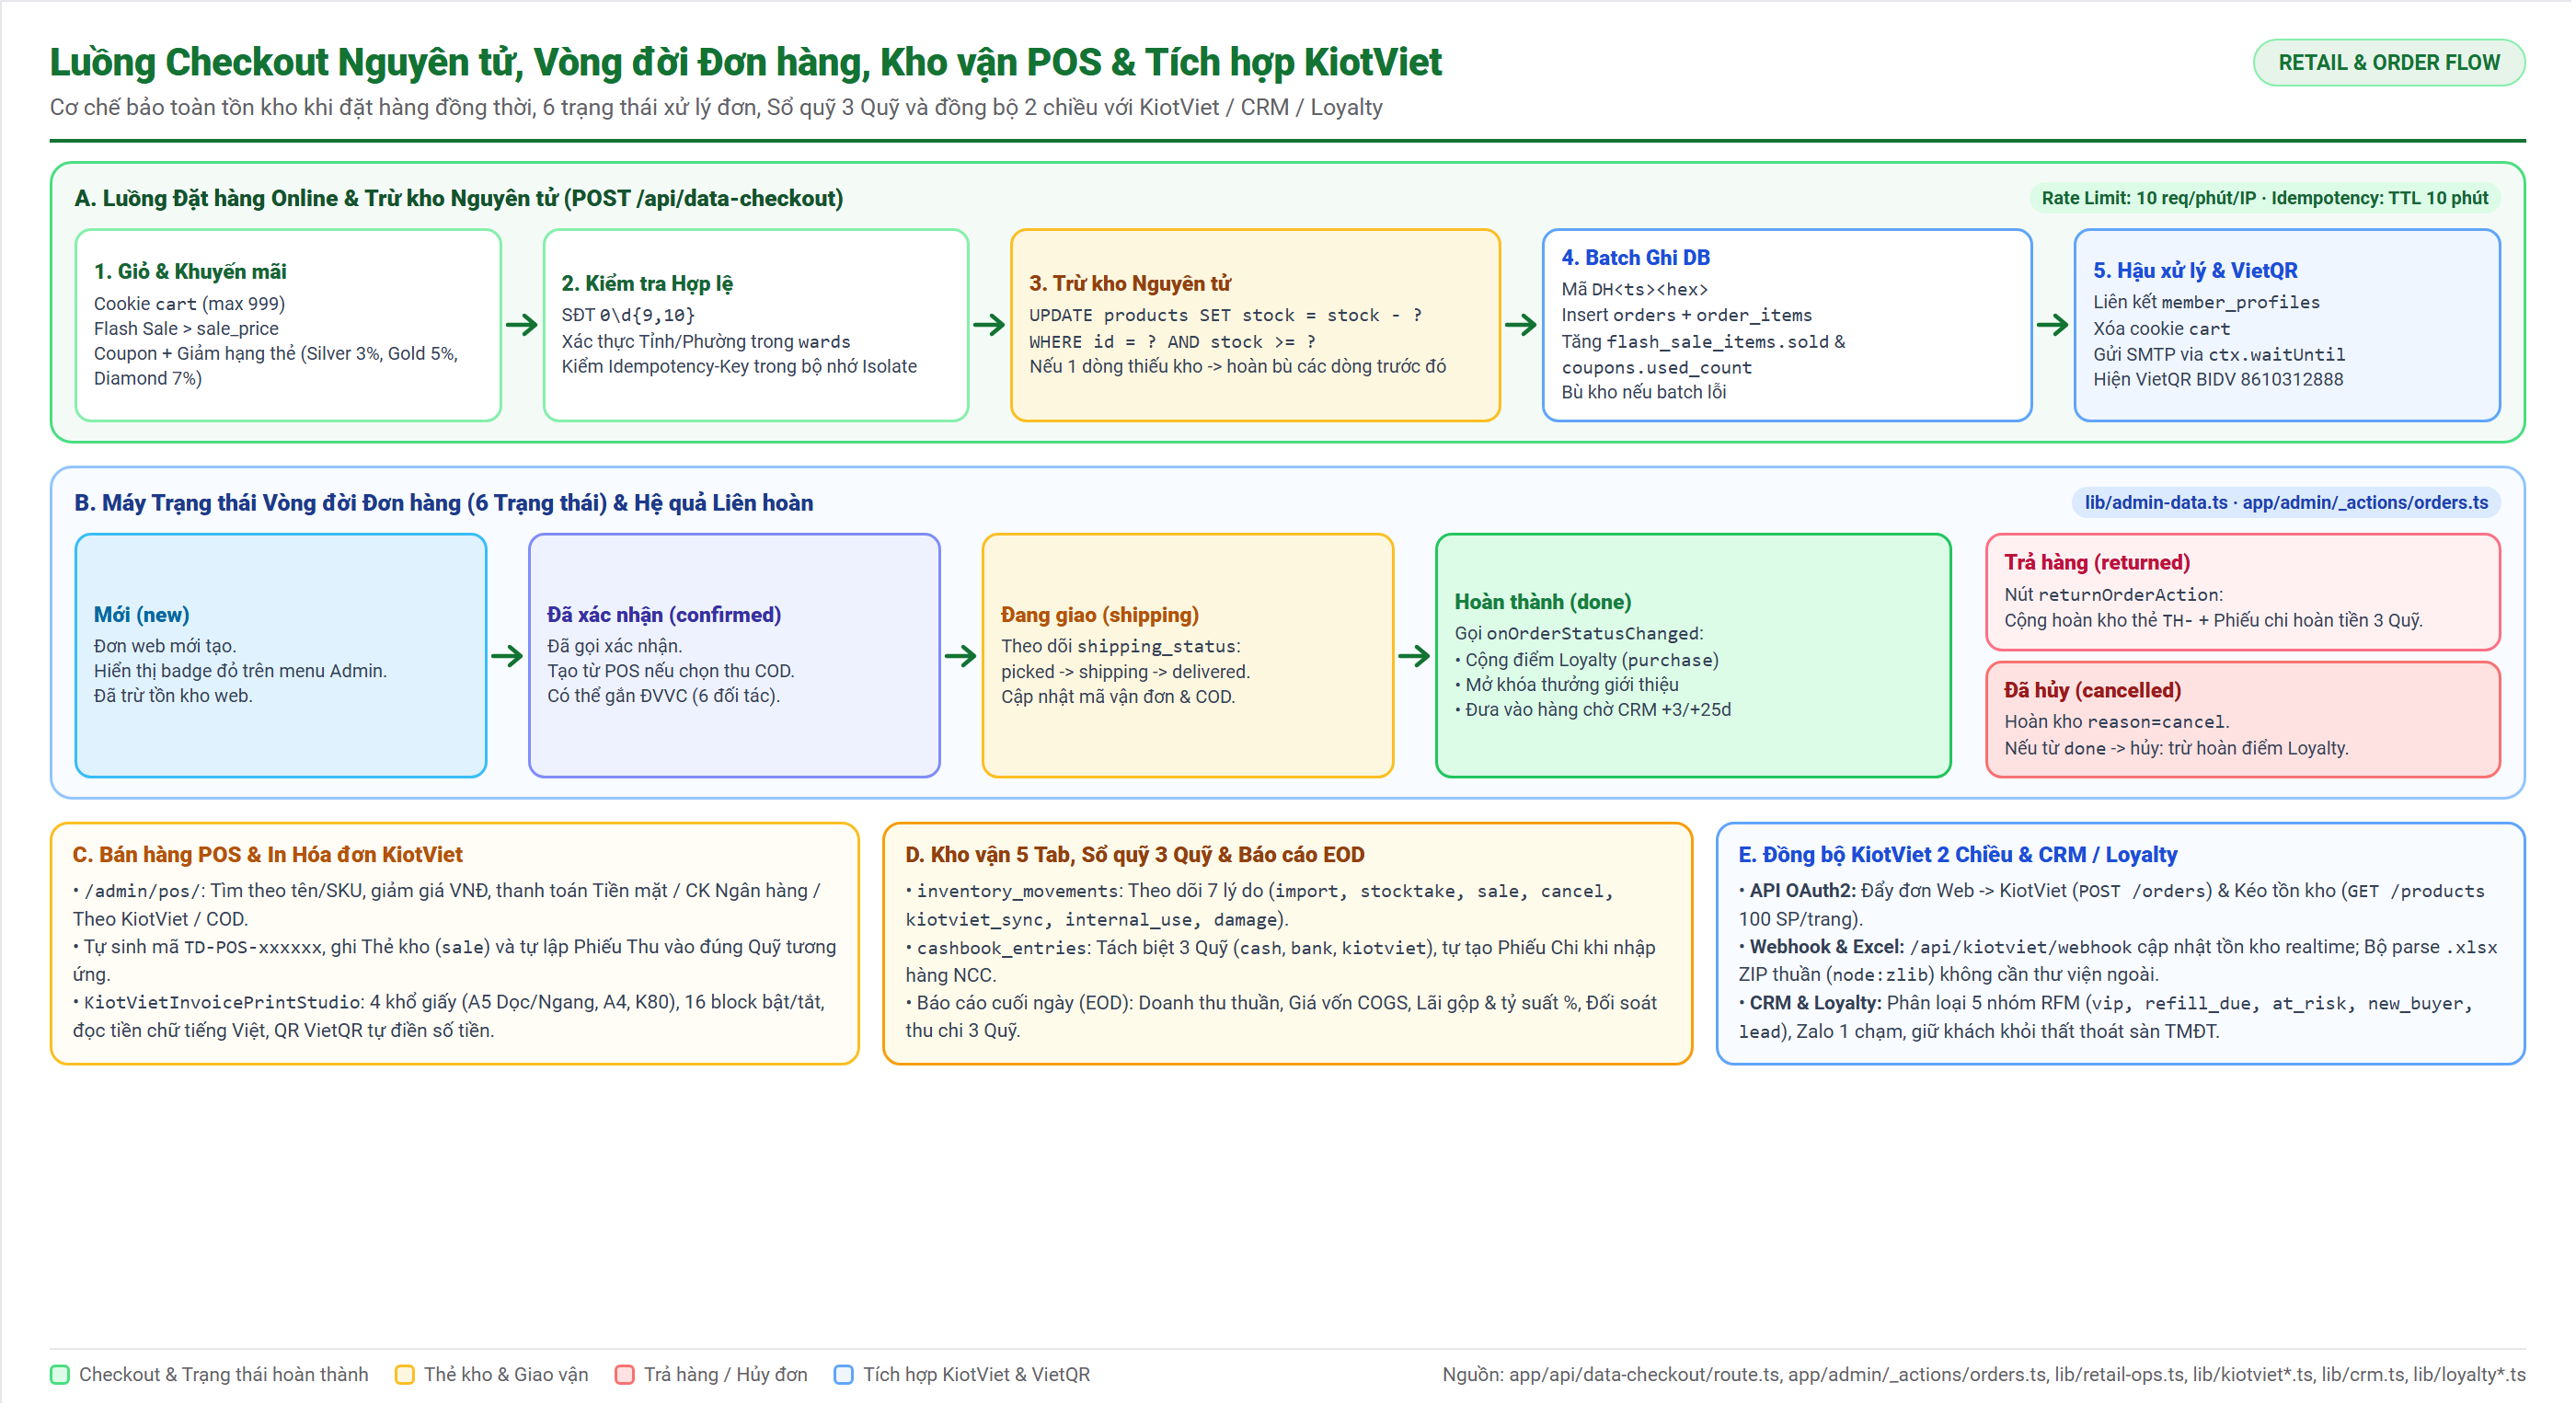 Luồng Checkout Nguyên tử, Vòng đời Đơn hàng, Kho vận POS & Tích hợp KiotViet
RETAIL & ORDER FLOW
Cơ chế bảo toàn tồn kho khi đặt hàng đồng thời, 6 trạng thái xử lý đơn, Sổ quỹ 3 Quỹ và đồng bộ 2 chiều với KiotViet / CRM / Loyalty
A. Luồng Đặt hàng Online & Trừ kho Nguyên tử (POST /api/data-checkout)
Rate Limit: 10 req/phút/IP · Idempotency: TTL 10 phút
1. Giỏ & Khuyến mãi
Cookie cart (max 999)
Flash Sale > sale_price
Coupon + Giảm hạng thẻ (Silver 3%, Gold 5%,
Diamond 7%)
2. Kiểm tra Hợp lệ
SĐT 0\d{9,10}
Xác thực Tỉnh/Phường trong wards
Kiểm Idempotency-Key trong bộ nhớ Isolate
3. Trừ kho Nguyên tử
UPDATE products SET stock = stock - ?
WHERE id = ? AND stock >= ?
Nếu 1 dòng thiếu kho -> hoàn bù các dòng trước đó
4. Batch Ghi DB
Mã DH<ts><hex>
Insert orders + order_items
Tăng flash_sale_items.sold &
coupons.used_count
Bù kho nếu batch lỗi
5. Hậu xử lý & VietQR
Liên kết member_profiles
Xóa cookie cart
Gửi SMTP via ctx.waitUntil
Hiện VietQR BIDV 8610312888
B. Máy Trạng thái Vòng đời Đơn hàng (6 Trạng thái) & Hệ quả Liên hoàn
lib/admin-data.ts · app/admin/_actions/orders.ts
Mới (new)
Đơn web mới tạo.
Hiển thị badge đỏ trên menu Admin.
Đã trừ tồn kho web.
Đã xác nhận (confirmed)
Đã gọi xác nhận.
Tạo từ POS nếu chọn thu COD.
Có thể gắn ĐVVC (6 đối tác).
Đang giao (shipping)
Theo dõi shipping_status:
picked -> shipping -> delivered.
Cập nhật mã vận đơn & COD.
Hoàn thành (done)
Gọi onOrderStatusChanged:
• Cộng điểm Loyalty (purchase)
• Mở khóa thưởng giới thiệu
• Đưa vào hàng chờ CRM +3/+25d
Trả hàng (returned)
Nút returnOrderAction:
Cộng hoàn kho thẻ TH- + Phiếu chi hoàn tiền 3 Quỹ.
Đã hủy (cancelled)
Hoàn kho reason=cancel.
Nếu từ done -> hủy: trừ hoàn điểm Loyalty.
C. Bán hàng POS & In Hóa đơn KiotViet
• /admin/pos/: Tìm theo tên/SKU, giảm giá VNĐ, thanh toán Tiền mặt / CK Ngân hàng /
Theo KiotViet / COD.
• Tự sinh mã TD-POS-xxxxxx, ghi Thẻ kho (sale) và tự lập Phiếu Thu vào đúng Quỹ tương
ứng.
• KiotVietInvoicePrintStudio: 4 khổ giấy (A5 Dọc/Ngang, A4, K80), 16 block bật/tắt,
đọc tiền chữ tiếng Việt, QR VietQR tự điền số tiền.
D. Kho vận 5 Tab, Sổ quỹ 3 Quỹ & Báo cáo EOD
• inventory_movements: Theo dõi 7 lý do (import, stocktake, sale, cancel,
kiotviet_sync, internal_use, damage).
• cashbook_entries: Tách biệt 3 Quỹ (cash, bank, kiotviet), tự tạo Phiếu Chi khi nhập
hàng NCC.
• Báo cáo cuối ngày (EOD): Doanh thu thuần, Giá vốn COGS, Lãi gộp & tỷ suất %, Đối soát
thu chi 3 Quỹ.
E. Đồng bộ KiotViet 2 Chiều & CRM / Loyalty
• API OAuth2: Đẩy đơn Web -> KiotViet (POST /orders) & Kéo tồn kho (GET /products
100 SP/trang).
• Webhook & Excel: /api/kiotviet/webhook cập nhật tồn kho realtime; Bộ parse .xlsx
ZIP thuần (node:zlib) không cần thư viện ngoài.
• CRM & Loyalty: Phân loại 5 nhóm RFM (vip, refill_due, at_risk, new_buyer,
lead), Zalo 1 chạm, giữ khách khỏi thất thoát sàn TMĐT.
Checkout & Trạng thái hoàn thành
Thẻ kho & Giao vận
Trả hàng / Hủy đơn
Tích hợp KiotViet & VietQR
Nguồn: app/api/data-checkout/route.ts, app/admin/_actions/orders.ts, lib/retail-ops.ts, lib/kiotviet*.ts, lib/crm.ts, lib/loyalty*.ts